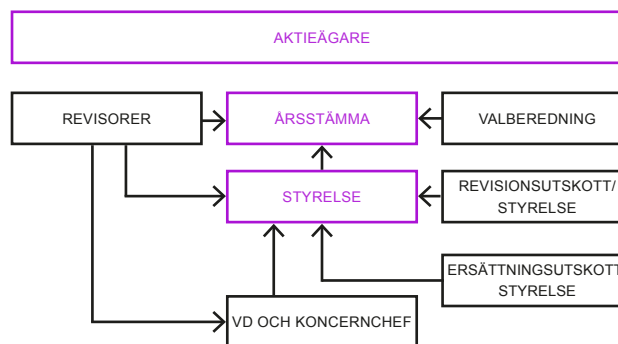 AKTIEÄGARE
REVISORER
ÅRSSTÄMMA
VALBEREDNING
STYRELSE
REVISIONSUTSKOTT/
STYRELSE
ERSÄTTNINGSUTSKOTT
STYRELSE
VD OCH KONCERNCHEF